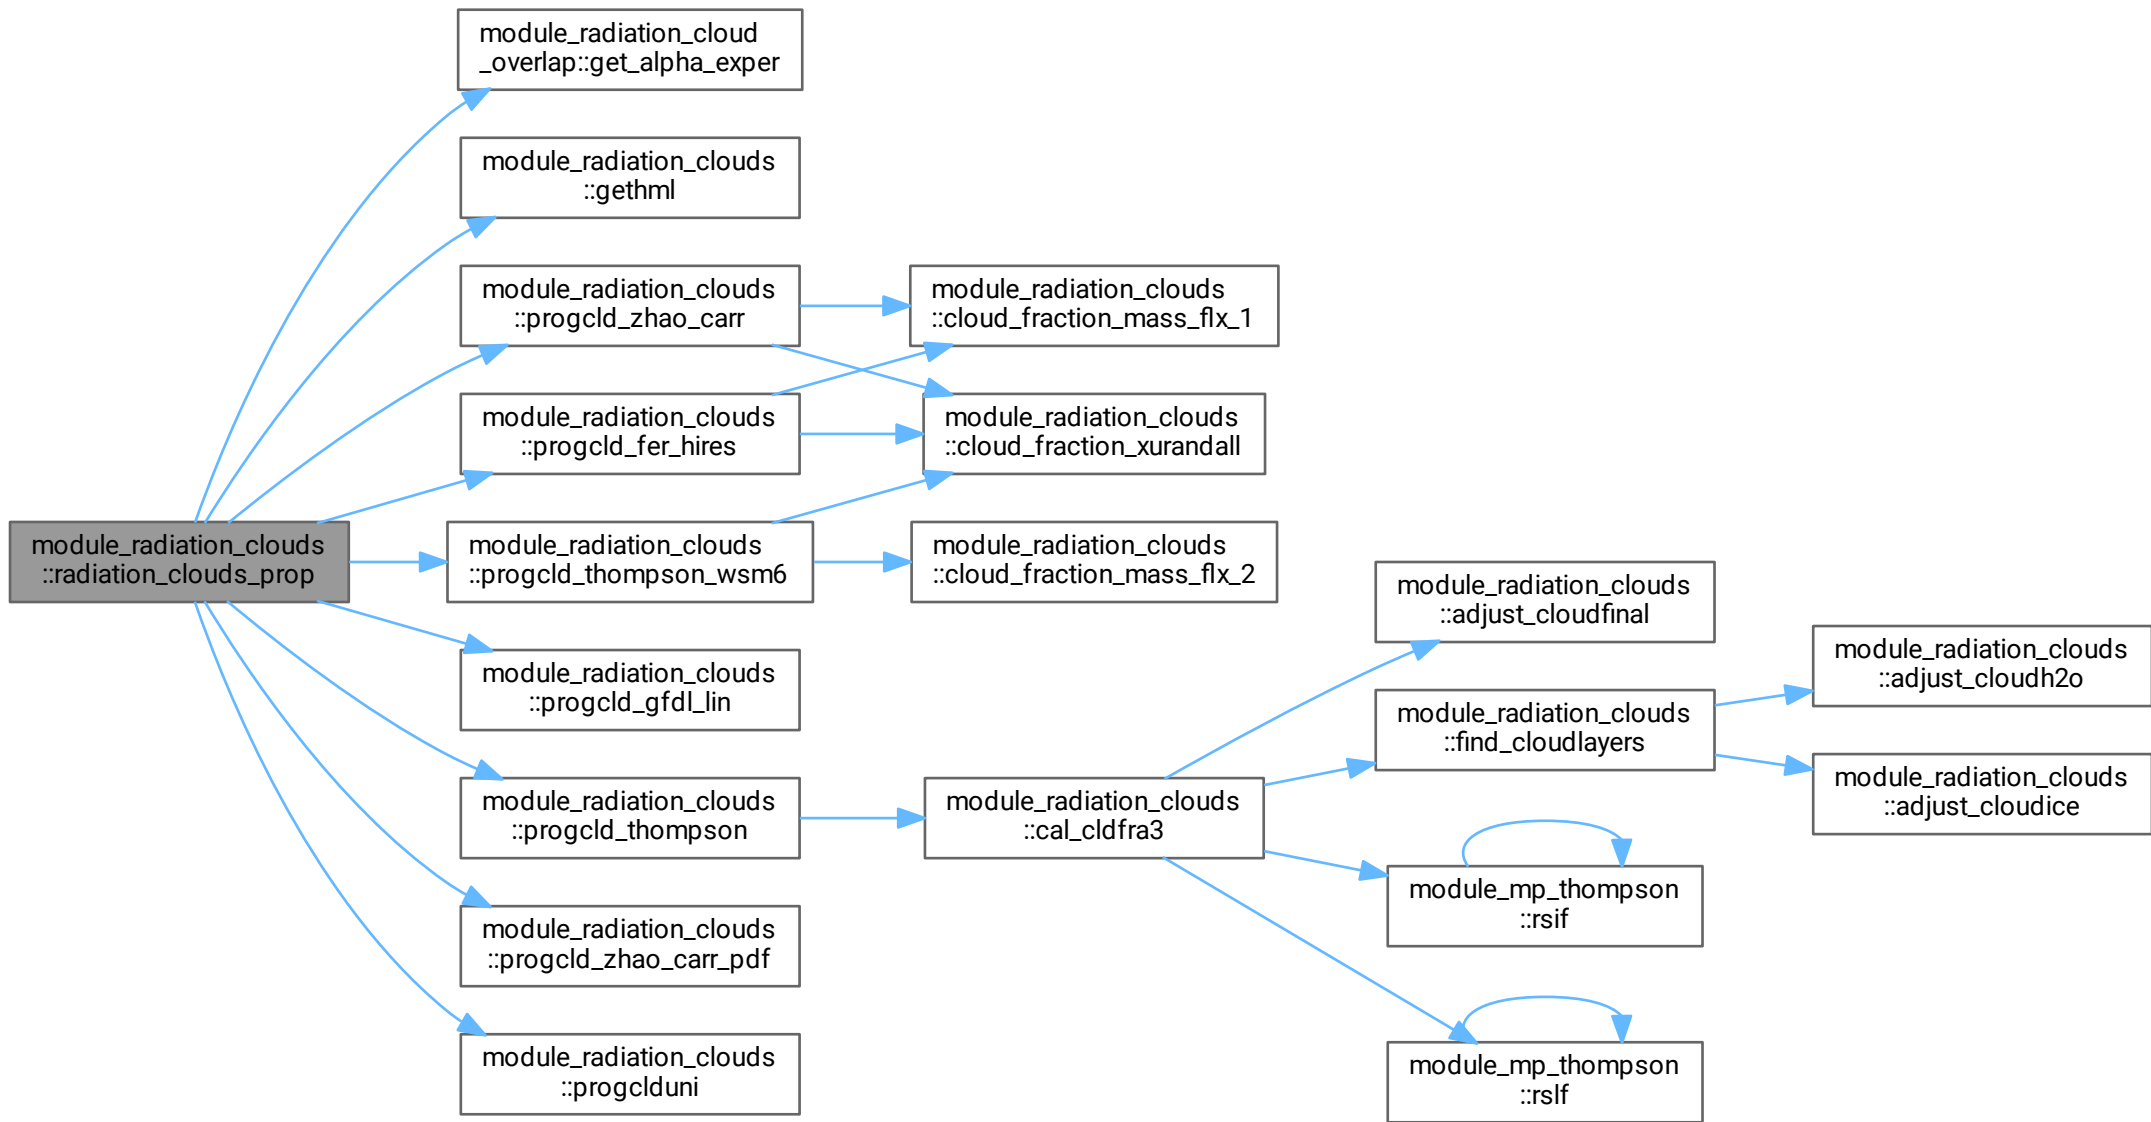 module_radiation_cloud
_overlap::get_alpha_exper
module_radiation_clouds
::gethml
module_radiation_clouds
::progcld_zhao_carr
module_radiation_clouds
::cloud_fraction_mass_flx_1
module_radiation_clouds
::progcld_fer_hires
module_radiation_clouds
::cloud_fraction_xurandall
module_radiation_clouds
::radiation_clouds_prop
module_radiation_clouds
::progcld_thompson_wsm6
module_radiation_clouds
::cloud_fraction_mass_flx_2
module_radiation_clouds
::adjust_cloudfinal
module_radiation_clouds
::progcld_gfdl_lin
module_radiation_clouds
::find_cloudlayers
module_radiation_clouds
::adjust_cloudh2o
module_radiation_clouds
::adjust_cloudice
module_radiation_clouds
::progcld_thompson
module_radiation_clouds
::cal_cldfra3
module_mp_thompson
::rsif
module_radiation_clouds
::progcld_zhao_carr_pdf
module_radiation_clouds
::progclduni
module_mp_thompson
::rslf